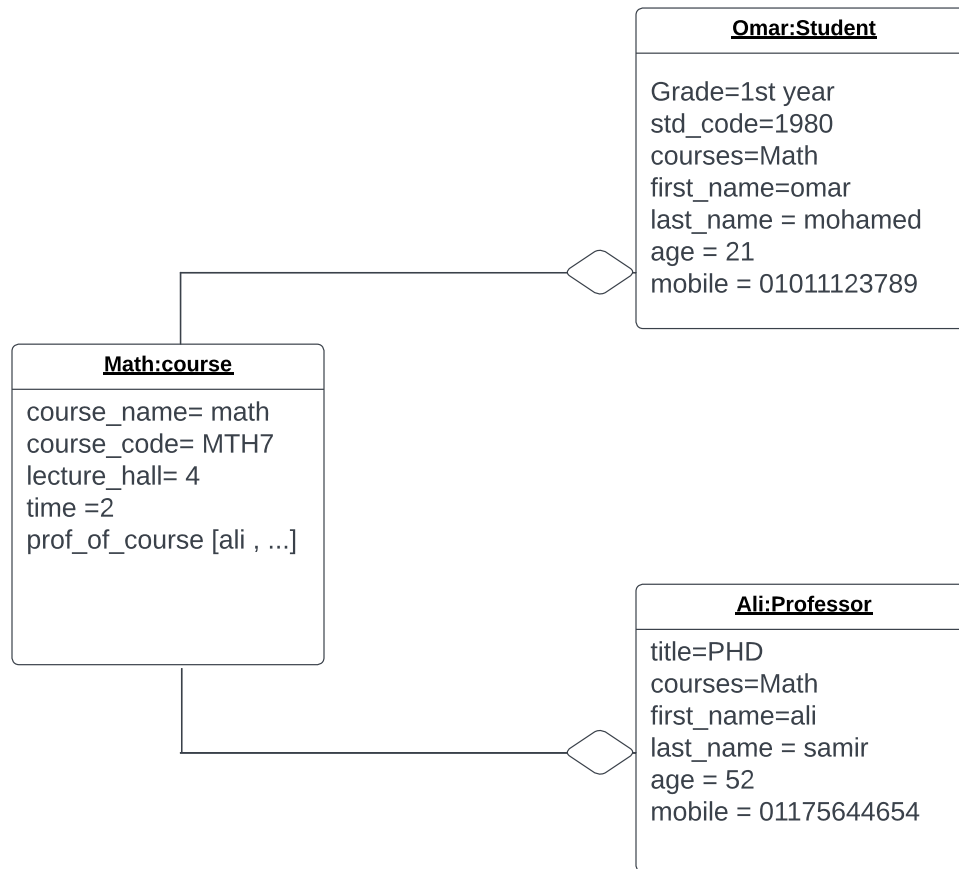 Omar:Student
Grade=1st year
std_code=1980
courses=Math
first_name=omar
last_name = mohamed
age = 21
mobile = 01011123789
Math:course
course_name= math
course_code= MTH7
lecture_hall= 4
time =2
prof_of_course [ali , ...]
Ali:Professor
title=PHD
courses=Math
first_name=ali
last_name = samir
age = 52
mobile = 01175644654